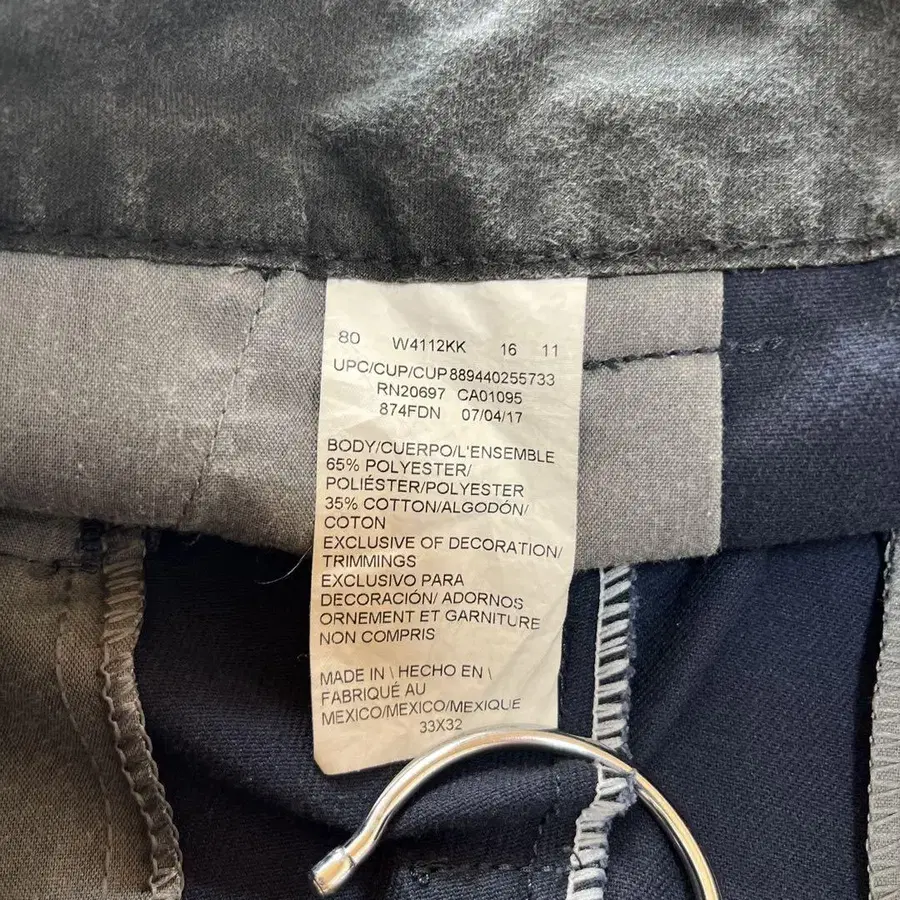 80 W4112KK 16 11
UPC/CUP/CUP 889440255733
RN20697 CA01095
874FDN 07/04/17
BODY/CUERPO/L'ENSEMBLE
65% POLYESTER/
POLIÉSTER/POLYESTER
35% COTTON/ALGODÓN/
COTON
EXCLUSIVE OF DECORATION/
TRIMMINGS
EXCLUSIVO PARA
DECORACIÓN/ ADORNOS
ORNEMENT ET GARNITURE
NON COMPRIS
MADE IN \ HECHO EN \
FABRIQUÉ AU
MEXICO/MEXICO/MEXIQUE
33X32